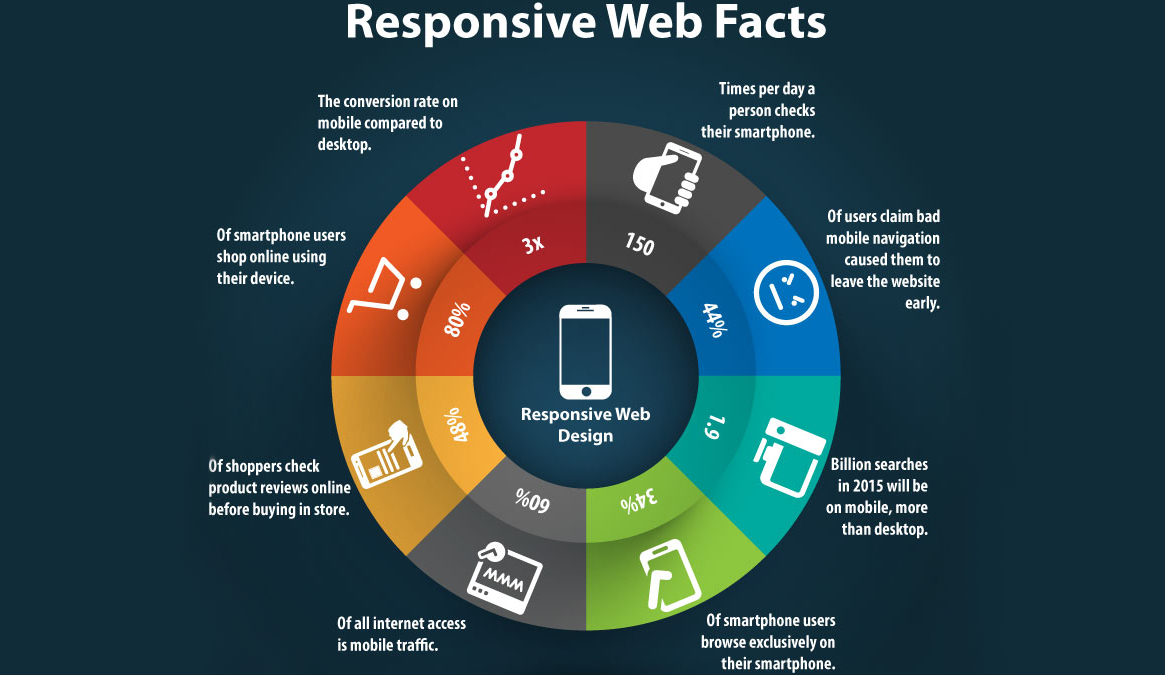 Responsive Web Facts
The conversion rate on
mobile compared to
desktop.
3x
Times per day a
person checks
their smartphone.
150
Of users claim bad
mobile navigation
caused them to
leave the website
early.
44%
Billion searches
in 2015 will be
on mobile, more
than desktop.
1.9
Of smartphone users
browse exclusively on
their smartphone.
34%
Of all internet access
is mobile traffic.
60%
WWW
Of shoppers check
product reviews online
before buying in store.
48%
Of smartphone users
shop online using
their device.
80%
Responsive Web
Design